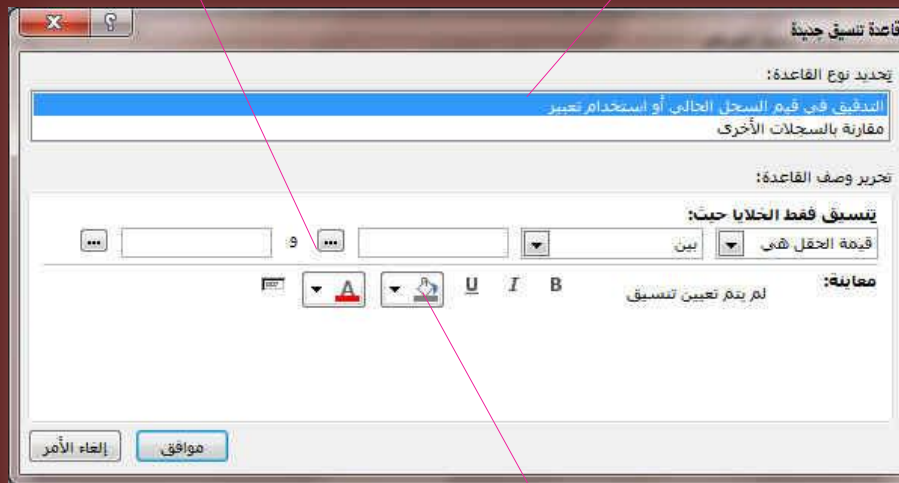 قاعدة تنسيق جديدة
تحديد نوع القاعدة:
التدقيق في قيم السجل الحالي أو استخدام تعبير
مقارنة بالسجلات الأخرى
تحرير وصف القاعدة:
تنسيق فقط الخلايا حيث:
قيمة الحقل هي بين و
معاينة: لم يتم تعيين تنسيق B I U A
موافق إلغاء الأمر